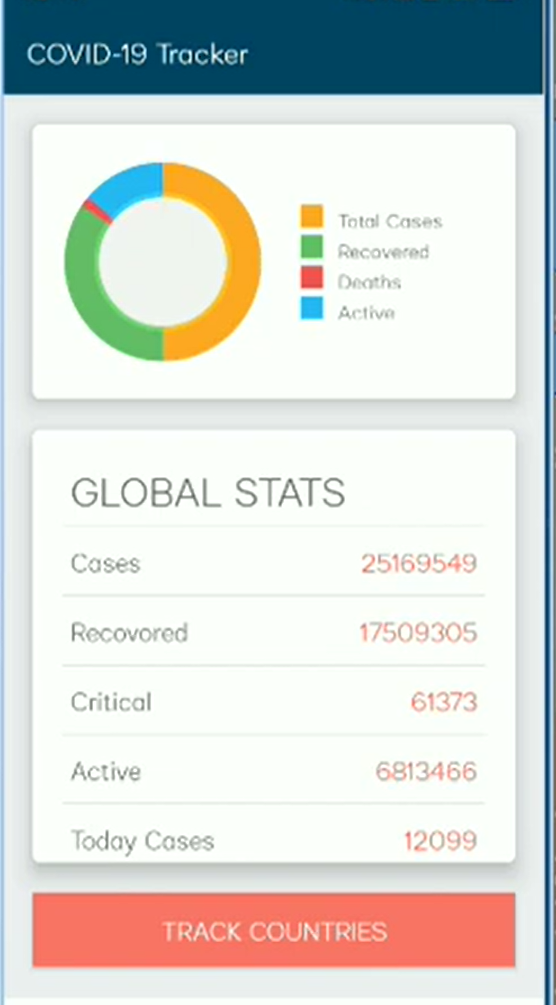 COVID-19 Tracker
Total Cases
Recovered
Deaths
Active
GLOBAL STATS
Cases 25169549
Recovored 17509305
Critical 61373
Active 6813466
Today Cases 12099
TRACK COUNTRIES